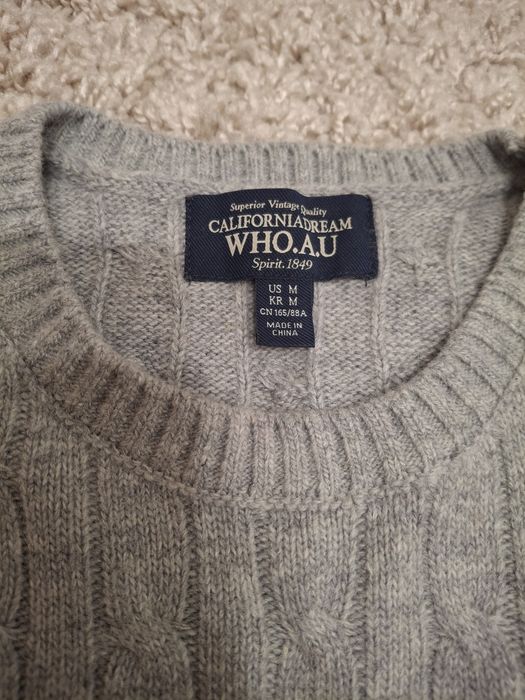 Superior Vintage Quality
CALIFORNIA DREAM
WHO.A.U
Spirit.1849
US M
KR M
CN 165/88A
MADE IN
CHINA